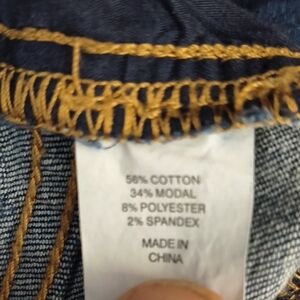 56% COTTON
34% MODAL
8% POLYESTER
2% SPANDEX
MADE IN
CHINA